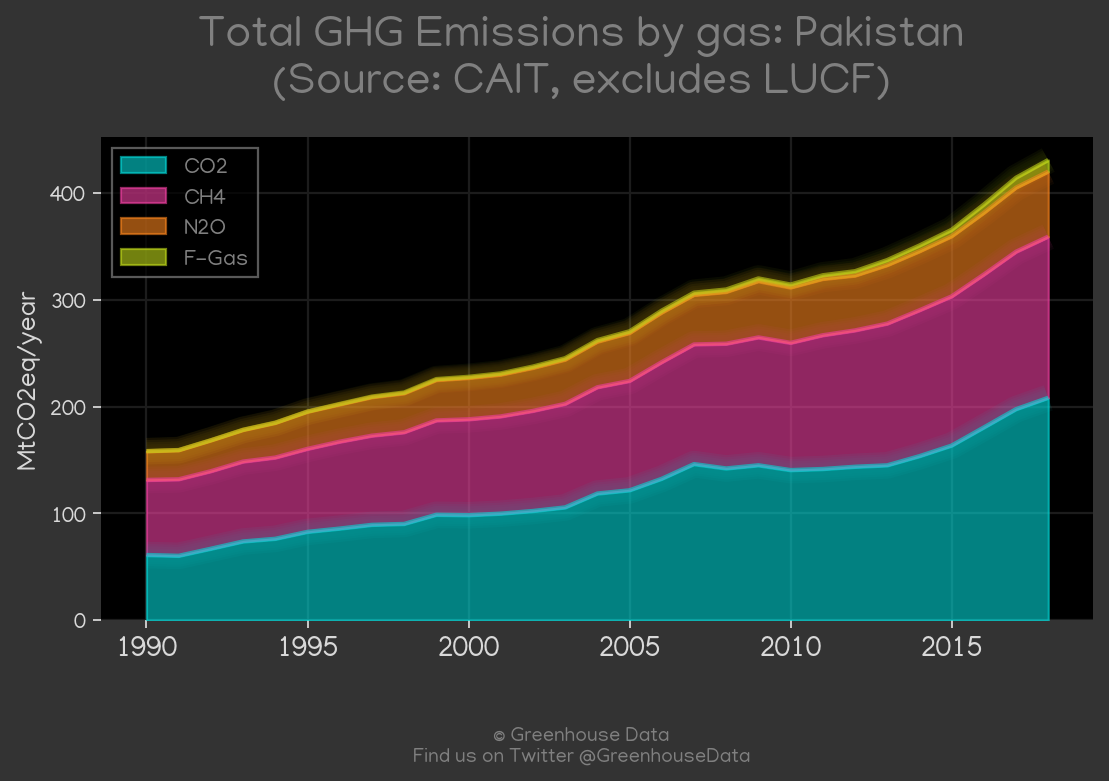 Total GHG Emissions by gas: Pakistan
(Source: CAIT, excludes LUCF)
CO2
CH4
N2O
F-Gas
MtCO2eq/year
400
300
200
100
0
1990 1995 2000 2005 2010 2015
© Greenhouse Data
Find us on Twitter @GreenhouseData